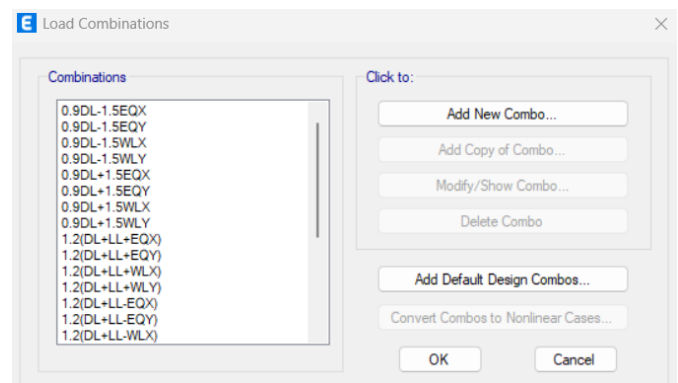 E Load Combinations
Combinations
0.9DL-1.5EQX
0.9DL-1.5EQY
0.9DL-1.5WLX
0.9DL-1.5WLY
0.9DL+1.5EQX
0.9DL+1.5EQY
0.9DL+1.5WLX
0.9DL+1.5WLY
1.2(DL+LL+EQX)
1.2(DL+LL+EQY)
1.2(DL+LL+WLX)
1.2(DL+LL+WLY)
1.2(DL+LL-EQX)
1.2(DL+LL-EQY)
1.2(DL+LL-WLX)
Click to:
Add New Combo...
Add Copy of Combo...
Modify/Show Combo...
Delete Combo
Add Default Design Combos...
Convert Combos to Nonlinear Cases...
OK
Cancel